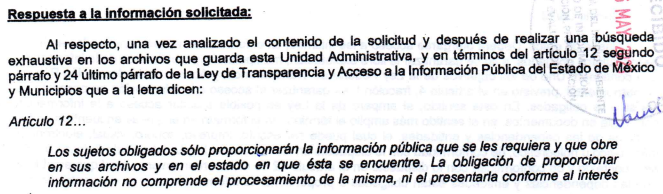 Respuesta a la información solicitada:
Al respecto, una vez analizado el contenido de la solicitud y después de realizar una búsqueda
exhaustiva en los archivos que guarda esta Unidad Administrativa, y en términos del artículo 12 segundo
párrafo y 24 último párrafo de la Ley de Transparencia y Acceso a la Información Pública del Estado de México
y Municipios que a la letra dicen:
Artículo 12…
Los sujetos obligados sólo proporcionarán la información pública que se les requiera y que obre
en sus archivos y en el estado en que ésta se encuentre. La obligación de proporcionar
información no comprende el procesamiento de la misma, ni el presentarla conforme al interés
MAY